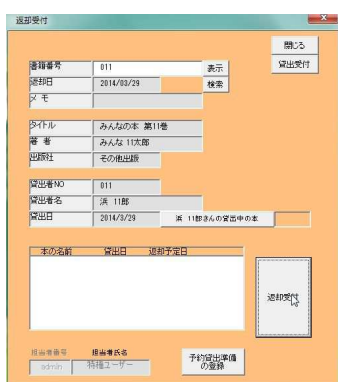 返却受付
閉じる
書籍番号 011 表示 貸出受付
返却日 2014/03/29 検索
メ モ
タイトル みんなの本 第11巻
著 者 みんな 11太郎
出版社 その他出版
貸出者NO 011
貸出者名 浜 11郎
貸出日 2014/3/29 浜 11郎さんの貸出中の本
本の名前 貸出日 返却予定日
返却受付
担当者番号 担当者氏名
admin 特権ユーザー
予約貸出準備
の登録